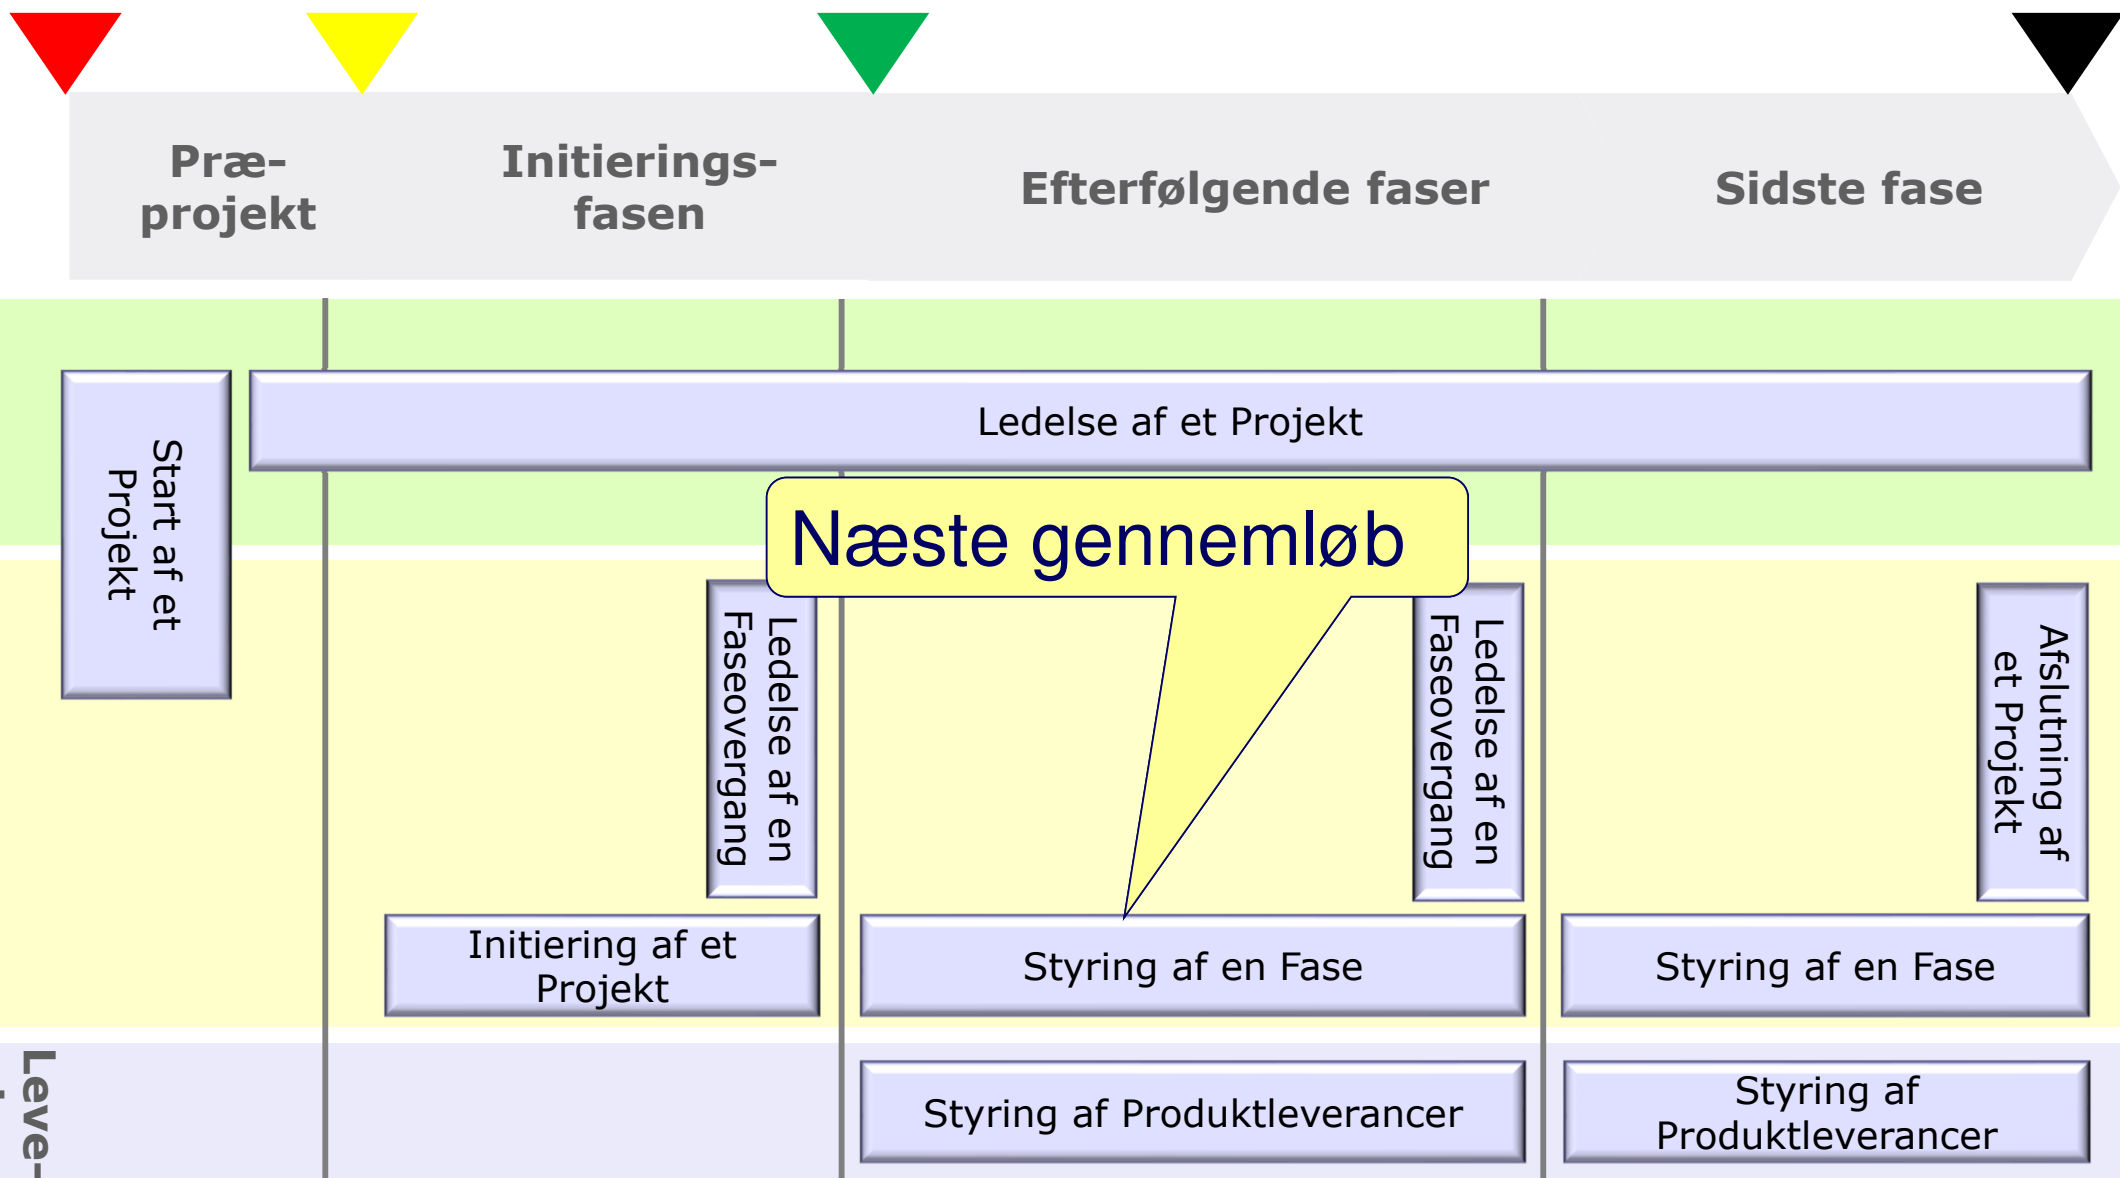 Præ-
projekt
Initierings-
fasen
Efterfølgende faser
Sidste fase
Ledelse af et Projekt
Start af et
Projekt
Næste gennemløb
Ledelse af en
Faseovergang
Ledelse af en
Faseovergang
Afslutning af
et Projekt
Initiering af et
Projekt
Styring af en Fase
Styring af en Fase
Leve-
Styring af Produktleverancer
Styring af
Produktleverancer